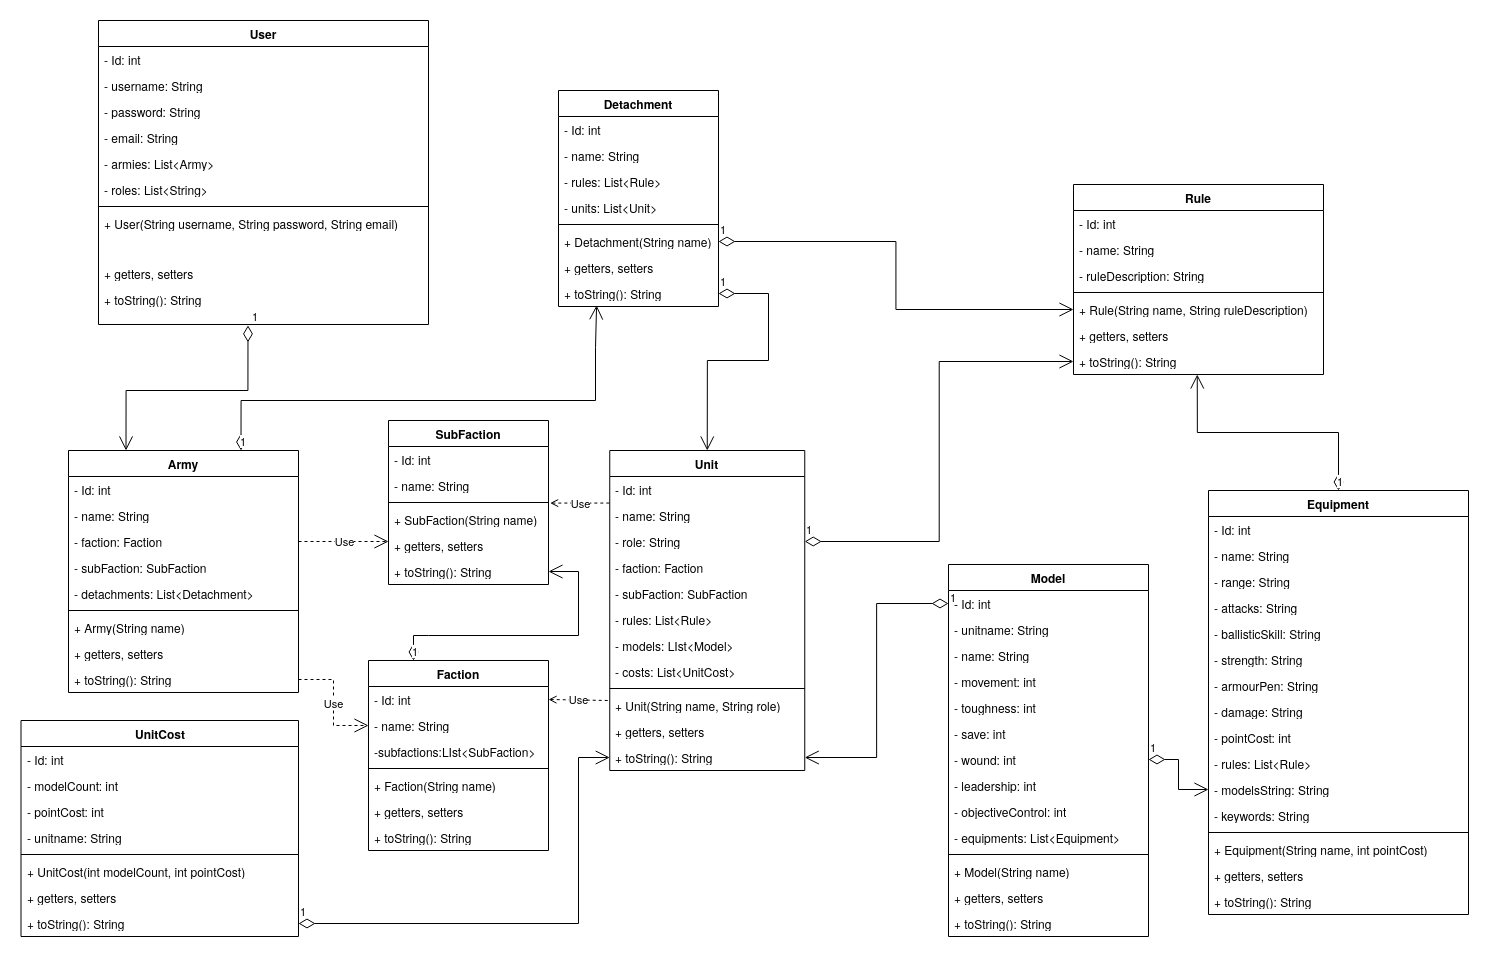 User
- Id: int
- username: String
- password: String
- email: String
- armies: List<Army>
- roles: List<String>
+ User(String username, String password, String email)
+ getters, setters
+ toString(): String
1
Detachment
- Id: int
- name: String
- rules: List<Rule>
- units: List<Unit>
+ Detachment(String name)
+ getters, setters
+ toString(): String
1
1
Rule
- Id: int
- name: String
- ruleDescription: String
+ Rule(String name, String ruleDescription)
+ getters, setters
+ toString(): String
1
Army
- Id: int
- name: String
- faction: Faction
- subFaction: SubFaction
- detachments: List<Detachment>
+ Army(String name)
+ getters, setters
+ toString(): String
Use
Use
SubFaction
- Id: int
- name: String
+ SubFaction(String name)
+ getters, setters
+ toString(): String
Use
1
Faction
- Id: int
- name: String
-subfactions:LIst<SubFaction>
+ Faction(String name)
+ getters, setters
+ toString(): String
Use
Unit
- Id: int
- name: String
- role: String
- faction: Faction
- subFaction: SubFaction
- rules: List<Rule>
- models: LIst<Model>
- costs: List<UnitCost>
+ Unit(String name, String role)
+ getters, setters
+ toString(): String
1
UnitCost
- Id: int
- modelCount: int
- pointCost: int
- unitname: String
+ UnitCost(int modelCount, int pointCost)
+ getters, setters
+ toString(): String
1
Model
1
- Id: int
- unitname: String
- name: String
- movement: int
- toughness: int
- save: int
- wound: int
- leadership: int
- objectiveControl: int
- equipments: List<Equipment>
+ Model(String name)
+ getters, setters
+ toString(): String
1
1
Equipment
- Id: int
- name: String
- range: String
- attacks: String
- ballisticSkill: String
- strength: String
- armourPen: String
- damage: String
- pointCost: int
- rules: List<Rule>
- modelsString: String
- keywords: String
+ Equipment(String name, int pointCost)
+ getters, setters
+ toString(): String